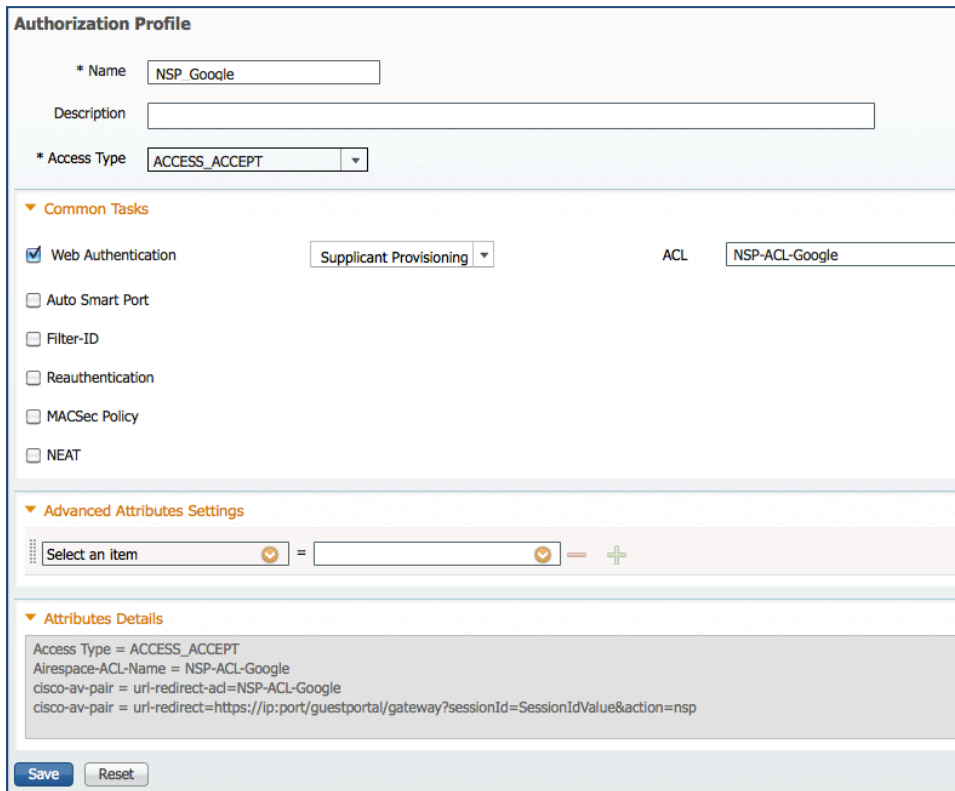 Authorization Profile
* Name NSP_Google
Description
* Access Type ACCESS_ACCEPT
Common Tasks
Web Authentication Supplicant Provisioning ACL NSP-ACL-Google
Auto Smart Port
Filter-ID
Reauthentication
MACSec Policy
NEAT
Advanced Attributes Settings
Select an item =
Attributes Details
Access Type = ACCESS_ACCEPT
Airespace-ACL-Name = NSP-ACL-Google
cisco-av-pair = url-redirect-acl=NSP-ACL-Google
cisco-av-pair = url-redirect=https://ip:port/guestportal/gateway?sessionId=SessionIdValue&action=nsp
Save Reset